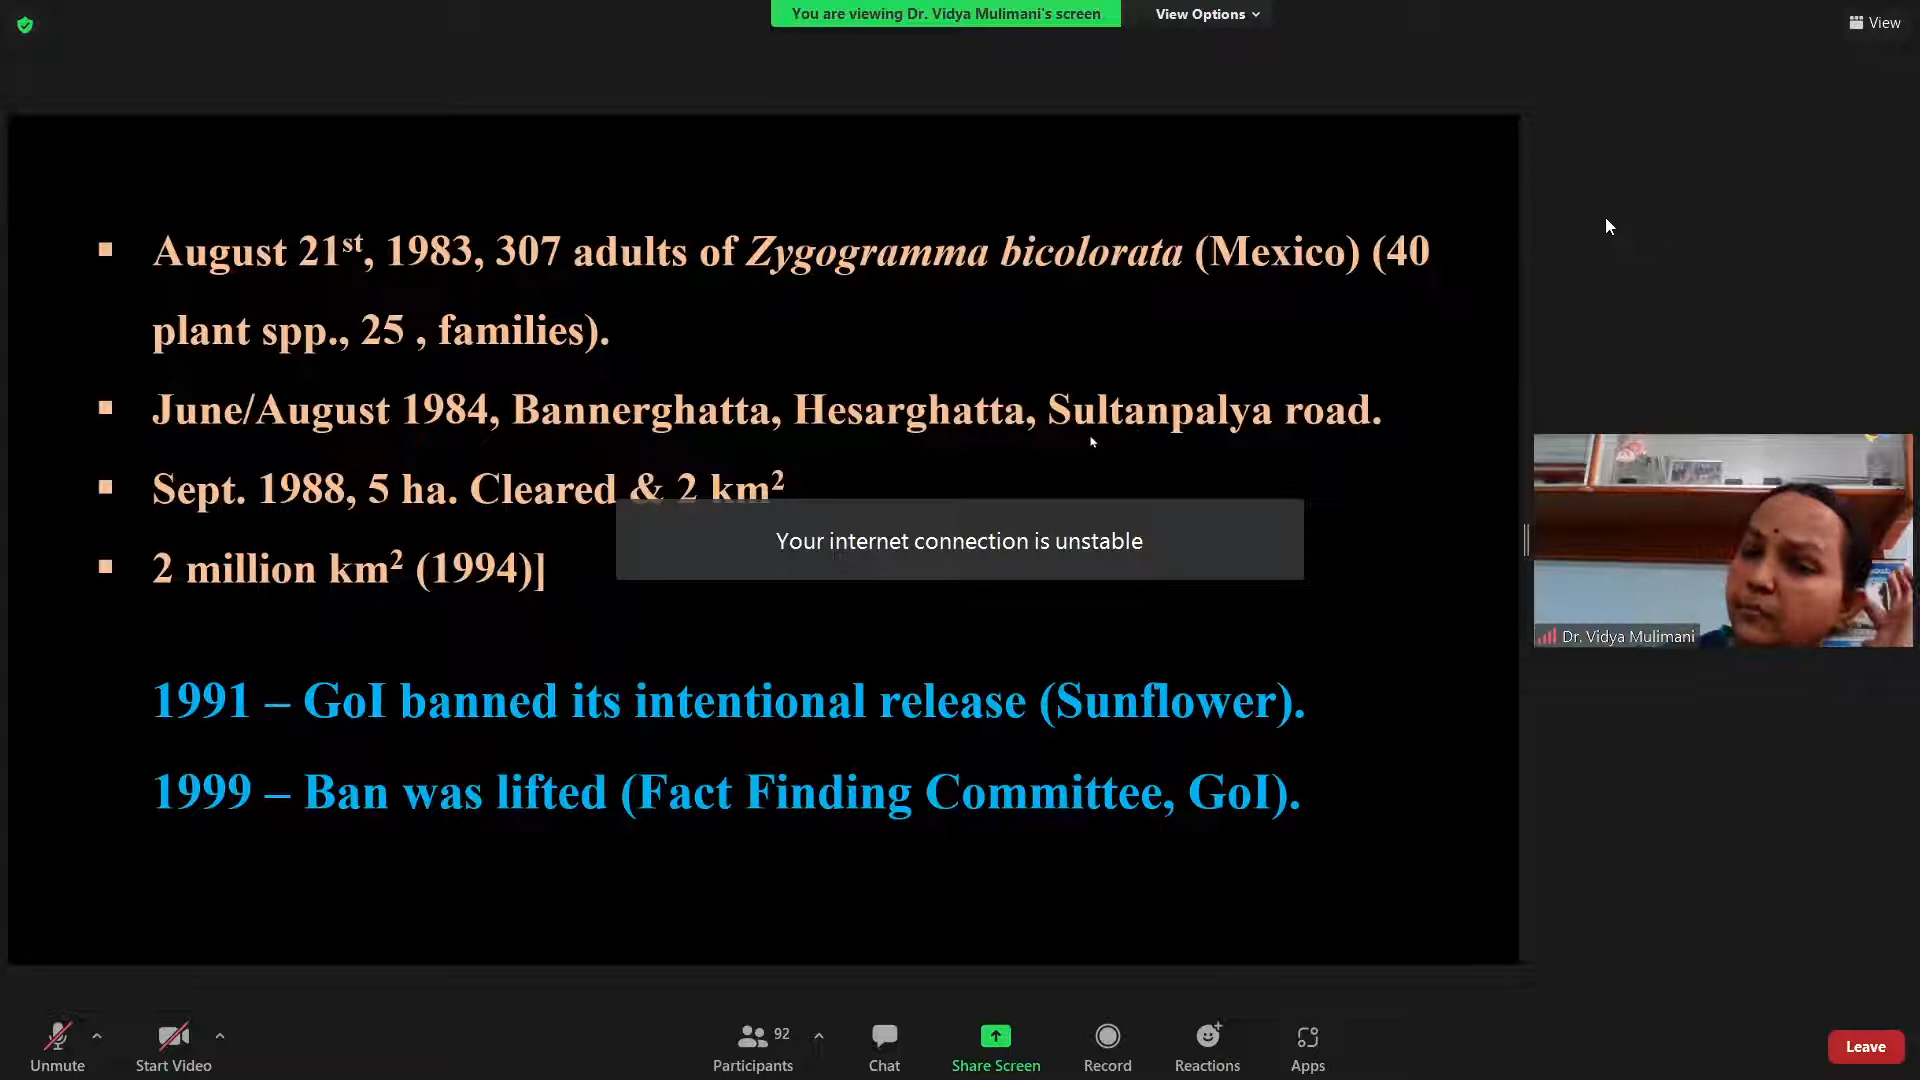 You are viewing Dr. Vidya Mulimani's screen
View Options
View
▪ August 21st, 1983, 307 adults of Zygogramma bicolorata (Mexico) (40
plant spp., 25 , families).
▪ June/August 1984, Bannerghatta, Hesarghatta, Sultanpalya road.
▪ Sept. 1988, 5 ha. Cleared & 2 km²
Your internet connection is unstable
▪ 2 million km² (1994)]
Dr. Vidya Mulimani
1991 – GoI banned its intentional release (Sunflower).
1999 – Ban was lifted (Fact Finding Committee, GoI).
Unmute
Start Video
92
Participants
Chat
Share Screen
Record
Reactions
Apps
Leave